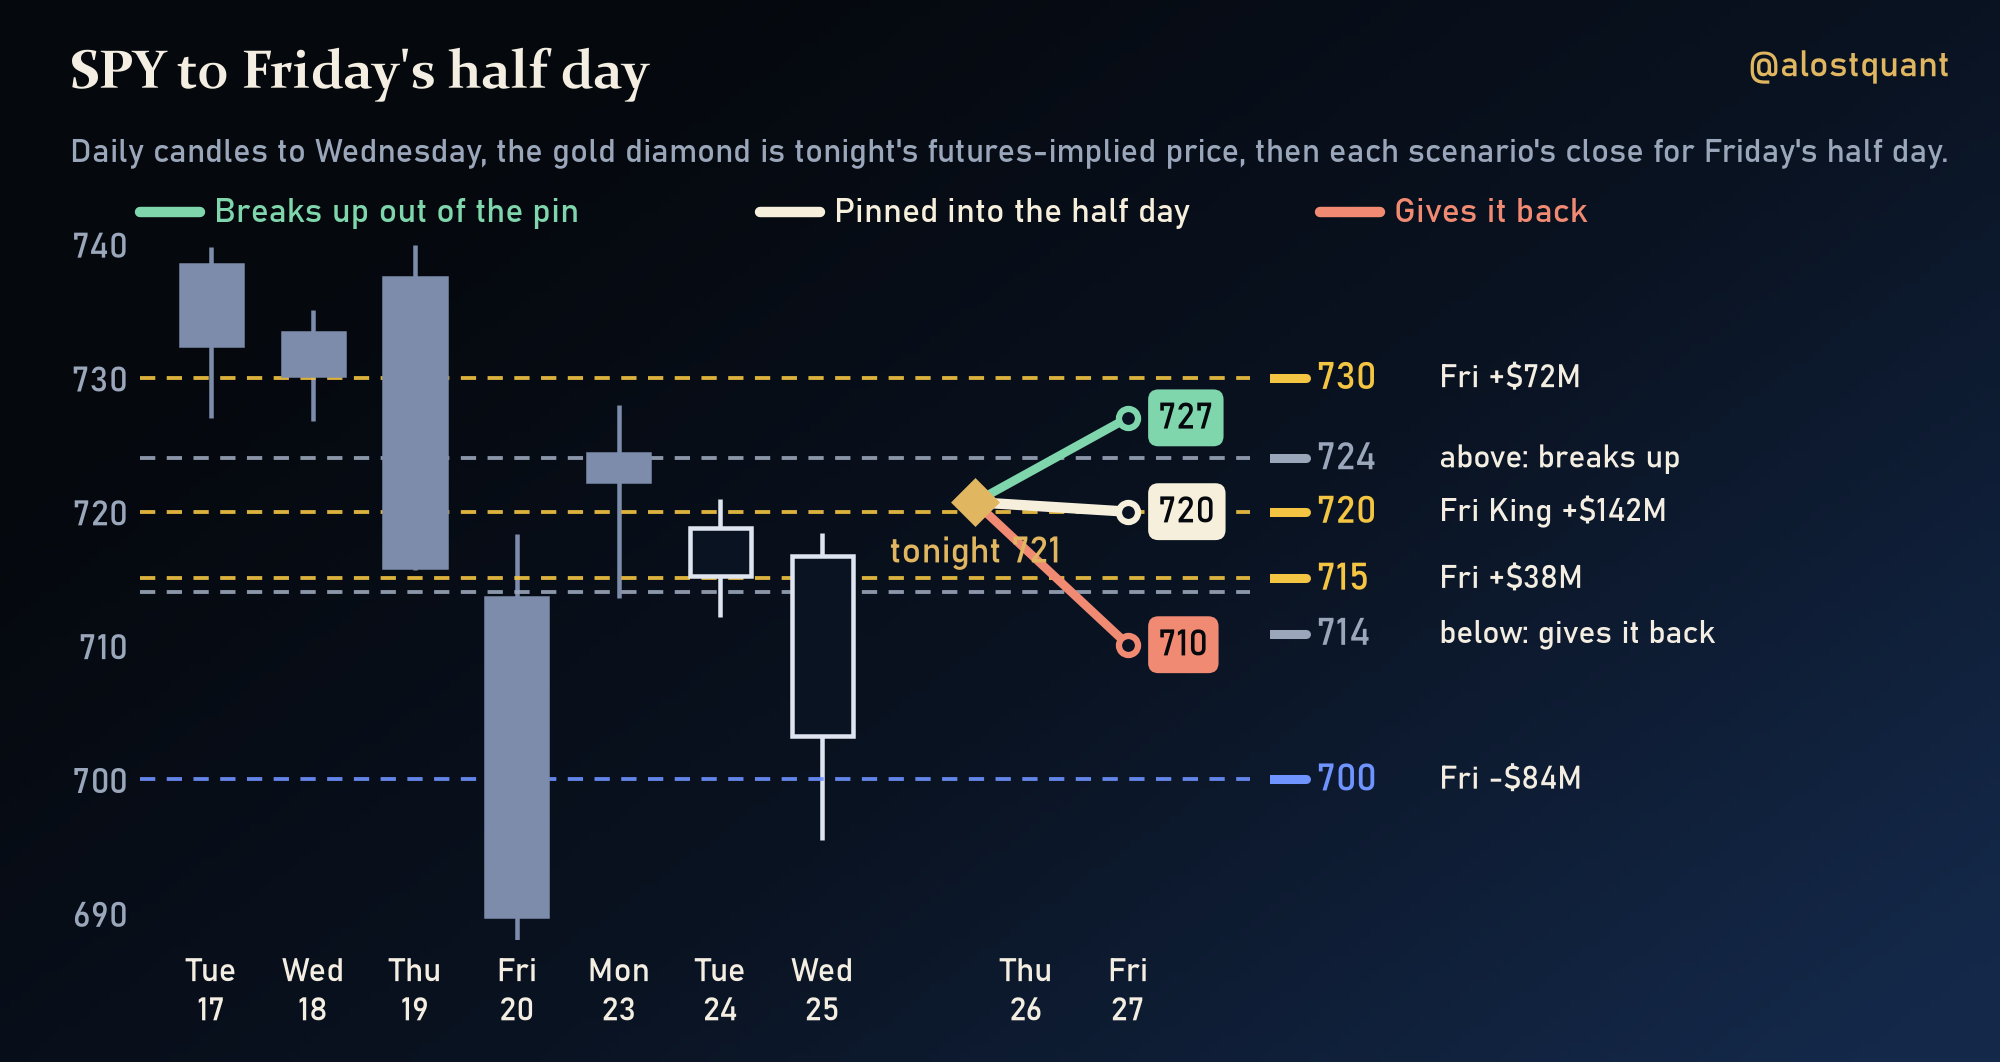 SPY to Friday's half day
@alostquant
Daily candles to Wednesday, the gold diamond is tonight's futures-implied price, then each scenario's close for Friday's half day.
Breaks up out of the pin
Pinned into the half day
Gives it back
740
730
720
710
700
690
727
720
710
tonight 721
730 Fri +$72M
724 above: breaks up
720 Fri King +$142M
715 Fri +$38M
714 below: gives it back
700 Fri -$84M
Tue Wed Thu Fri Mon Tue Wed Thu Fri
17 18 19 20 23 24 25 26 27